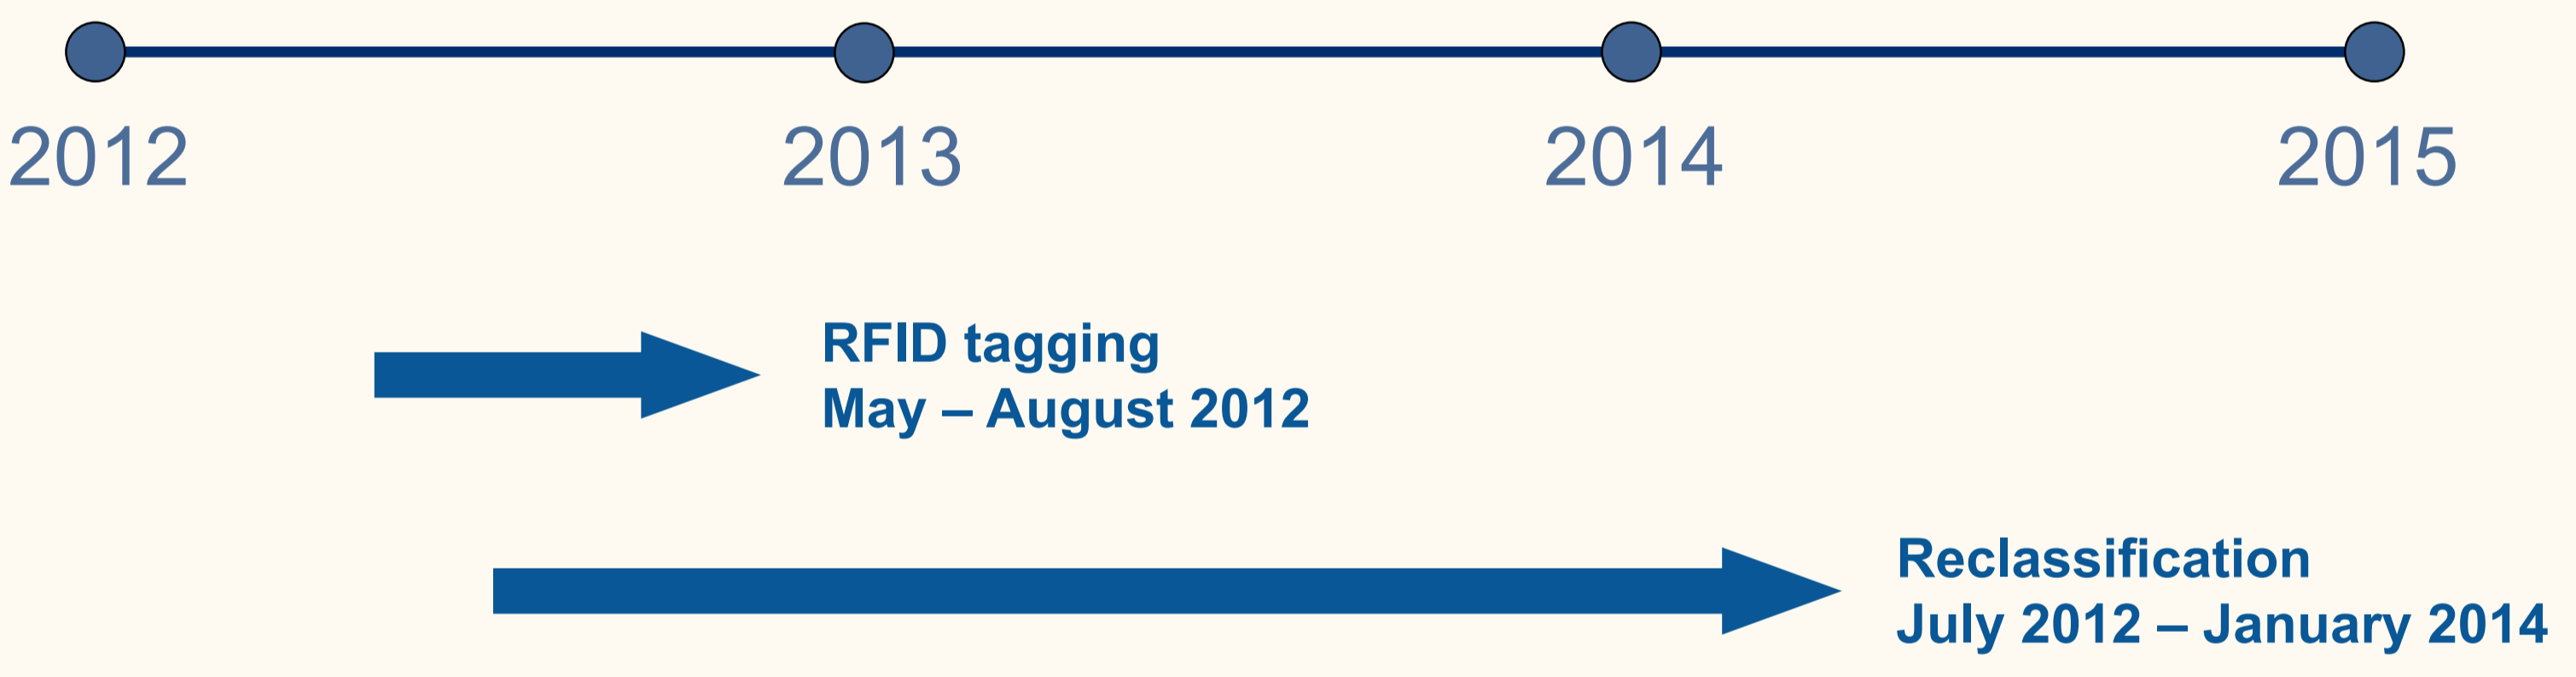 2012 2013 2014 2015
RFID tagging
May – August 2012
Reclassification
July 2012 – January 2014